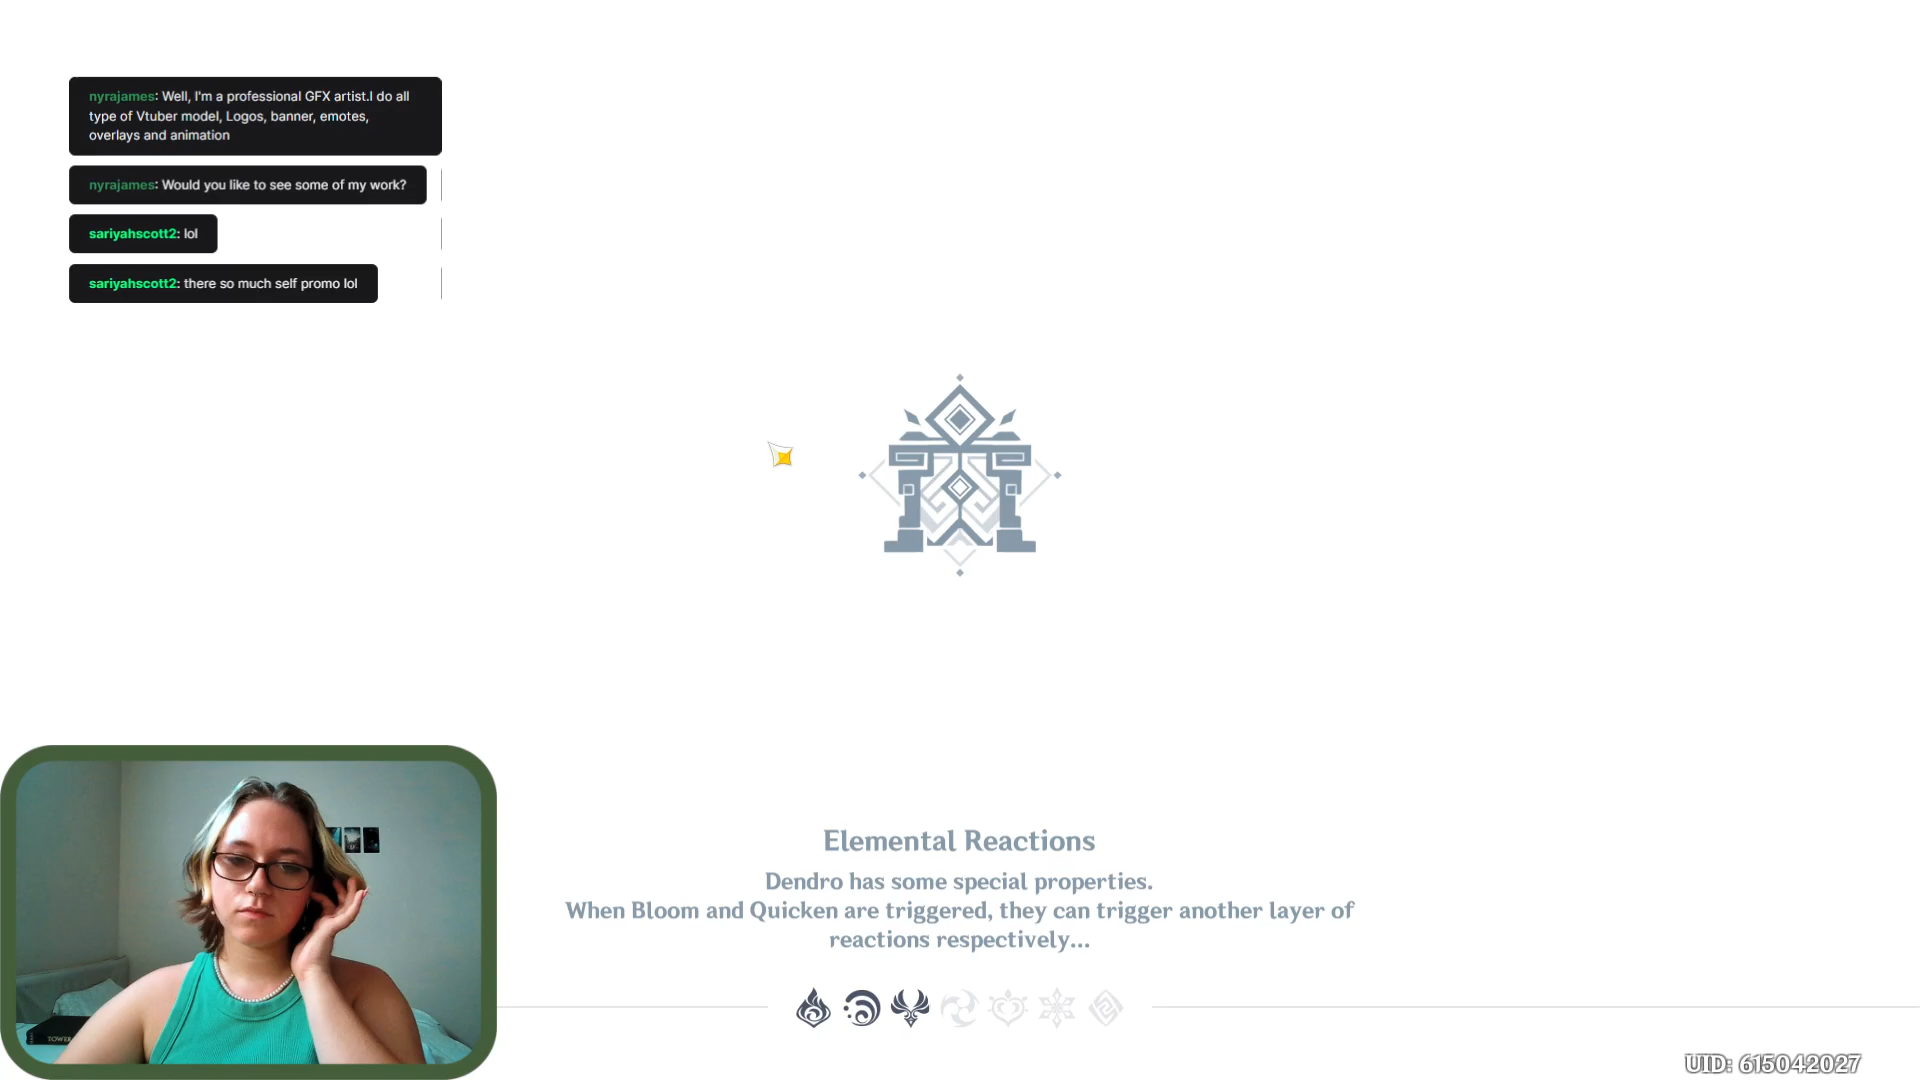 nyrajames: Well, I'm a professional GFX artist.I do all
type of Vtuber model, Logos, banner, emotes,
overlays and animation
nyrajames: Would you like to see some of my work?
sariyahscott2: lol
sariyahscott2: there so much self promo lol
Elemental Reactions
Dendro has some special properties.
When Bloom and Quicken are triggered, they can trigger another layer of
reactions respectively...
TOWER
UID: 615042027